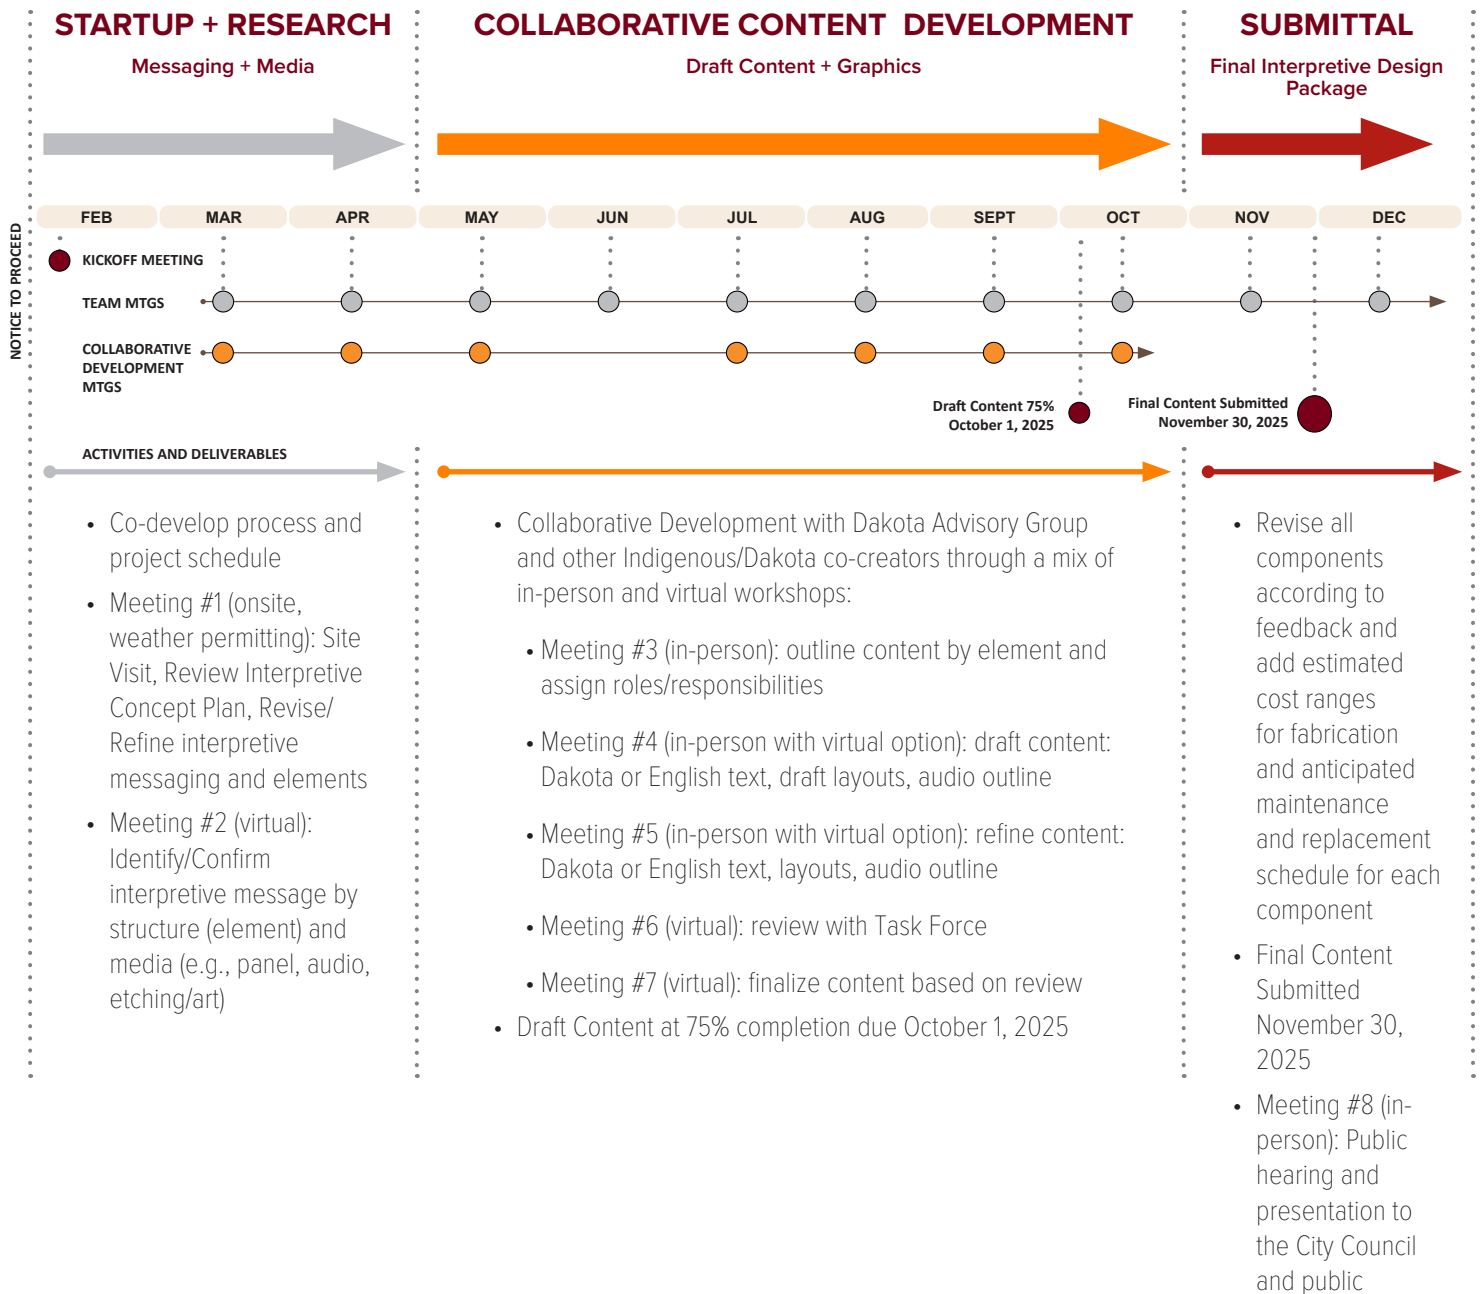 STARTUP + RESEARCH
Messaging + Media
COLLABORATIVE CONTENT DEVELOPMENT
Draft Content + Graphics
SUBMITTAL
Final Interpretive Design
Package
FEB MAR APR MAY JUN JUL AUG SEPT OCT NOV DEC
NOTICE TO PROCEED
KICKOFF MEETING
TEAM MTGS
COLLABORATIVE
DEVELOPMENT
MTGS
Draft Content 75%
October 1, 2025
Final Content Submitted
November 30, 2025
ACTIVITIES AND DELIVERABLES
• Co-develop process and
project schedule
• Meeting #1 (onsite,
weather permitting): Site
Visit, Review Interpretive
Concept Plan, Revise/
Refine interpretive
messaging and elements
• Meeting #2 (virtual):
Identify/Confirm
interpretive message by
structure (element) and
media (e.g., panel, audio,
etching/art)
• Collaborative Development with Dakota Advisory Group
and other Indigenous/Dakota co-creators through a mix of
in-person and virtual workshops:
• Meeting #3 (in-person): outline content by element and
assign roles/responsibilities
• Meeting #4 (in-person with virtual option): draft content:
Dakota or English text, draft layouts, audio outline
• Meeting #5 (in-person with virtual option): refine content:
Dakota or English text, layouts, audio outline
• Meeting #6 (virtual): review with Task Force
• Meeting #7 (virtual): finalize content based on review
• Draft Content at 75% completion due October 1, 2025
• Revise all
components
according to
feedback and
add estimated
cost ranges
for fabrication
and anticipated
maintenance
and replacement
schedule for each
component
• Final Content
Submitted
November 30,
2025
• Meeting #8 (in-
person): Public
hearing and
presentation to
the City Council
and public